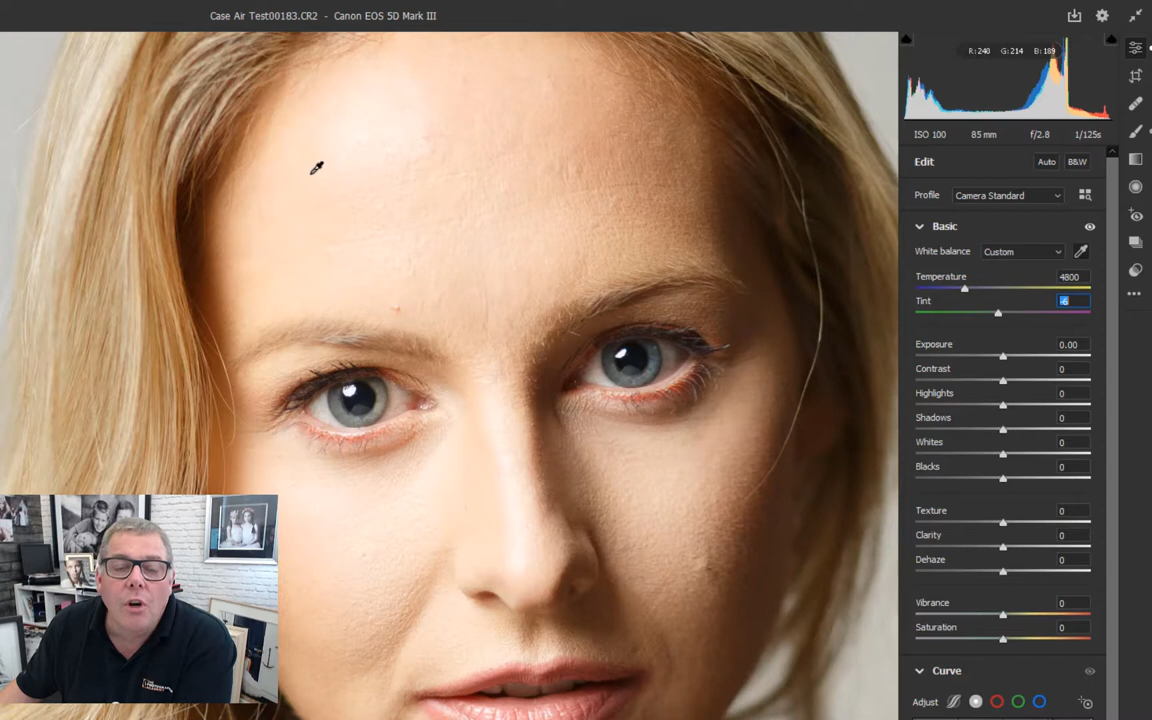 Case Air Test00183.CR2 - Canon EOS 5D Mark III
R:240 G:214 B:189
ISO 100 85 mm f/2.8 1/125s
Edit Auto B&W
Profile Camera Standard
Basic
White balance Custom
Temperature 4800
Tint -6
Exposure 0.00
Contrast 0
Highlights 0
Shadows 0
Whites 0
Blacks 0
Texture 0
Clarity 0
Dehaze 0
Vibrance 0
Saturation 0
Curve
Adjust